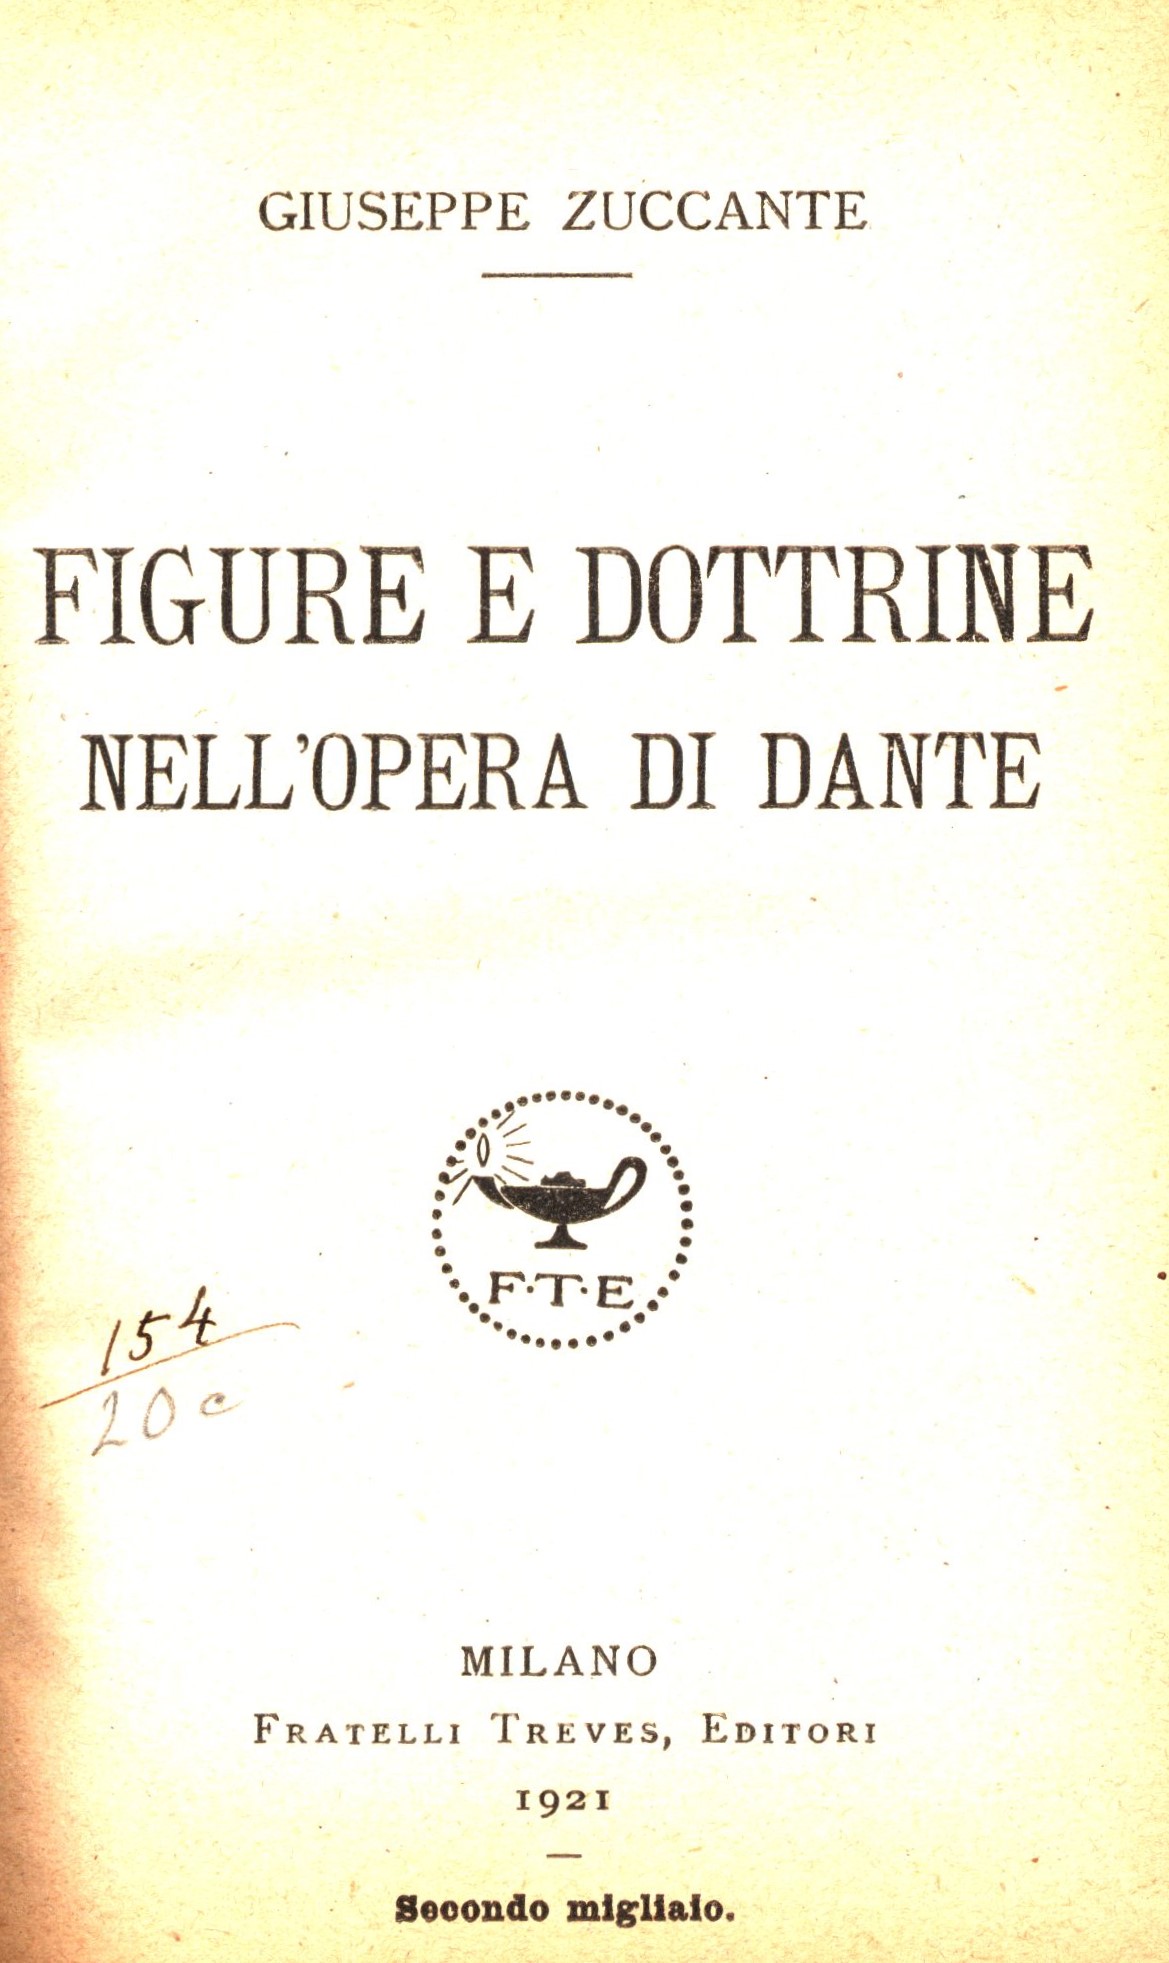 GIUSEPPE ZUCCANTE
FIGURE E DOTTRINE
NELL'OPERA DI DANTE
F·T·E
154
20c
MILANO
FRATELLI TREVES, EDITORI
1921
Secondo migliaio.